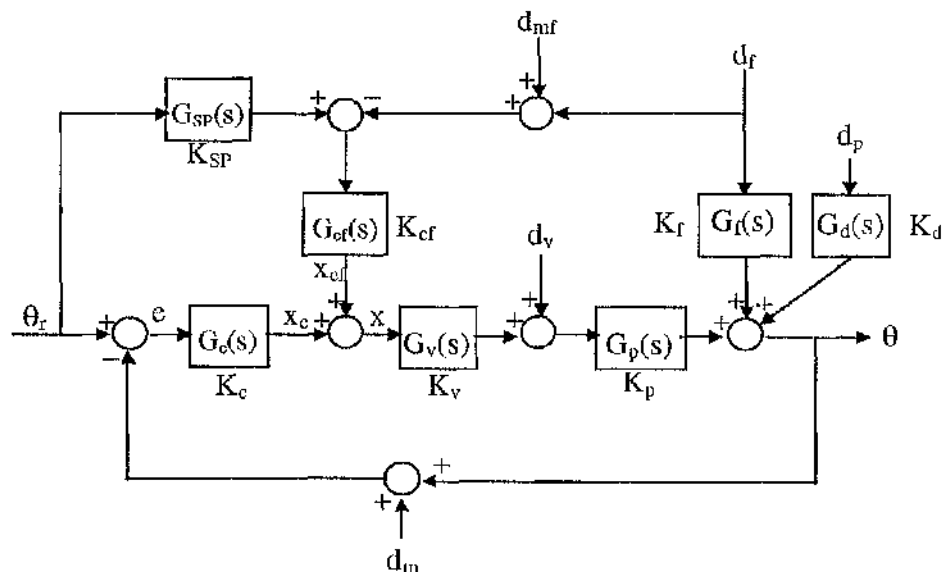 d_mf
d_f
G_SP(s)
K_SP
+
−
+
+
d_p
G_cf(s)
K_cf
K_f
G_f(s)
G_d(s)
K_d
x_cf
d_v
θ_r
+
e
−
G_c(s)
K_c
x_c
+
+
x
G_v(s)
K_v
+
+
G_p(s)
K_p
+
+
+
θ
+
+
d_m